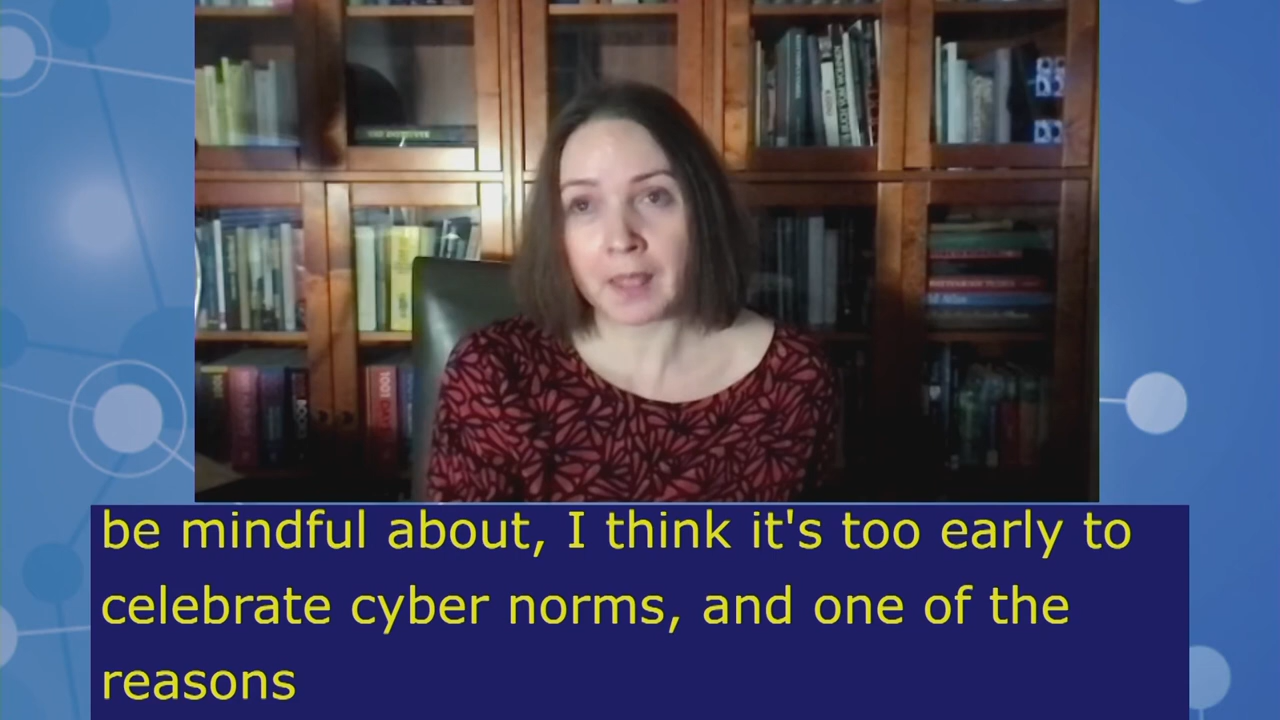 be mindful about, I think it's too early to
celebrate cyber norms, and one of the
reasons